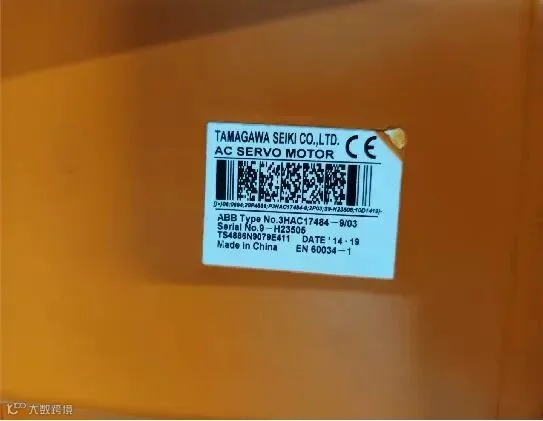 TAMAGAWA SEIKI CO.,LTD.
AC SERVO MOTOR
CE
ABB Type No.3HAC17484-9/03
Serial No.9-H23505
TS4886N9079E411 DATE '14-19
Made in China EN 60034-1
大数跨境